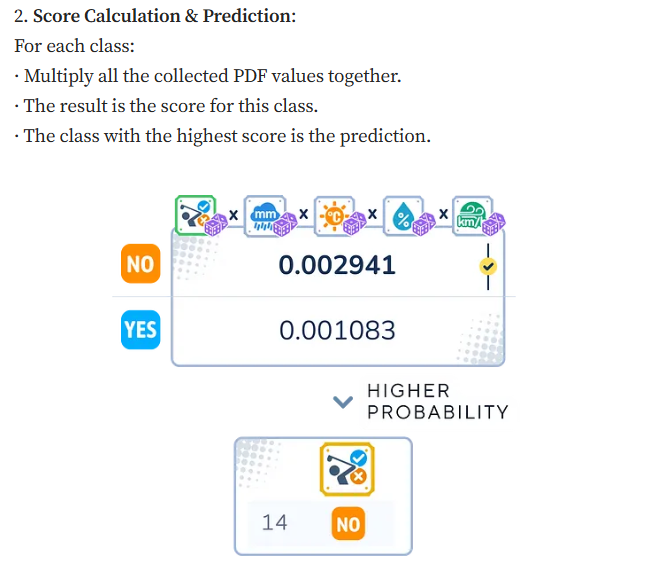 2. Score Calculation & Prediction:
For each class:
· Multiply all the collected PDF values together.
· The result is the score for this class.
· The class with the highest score is the prediction.
x mm x °C x % x km/
NO 0.002941
YES 0.001083
HIGHER
PROBABILITY
14 NO